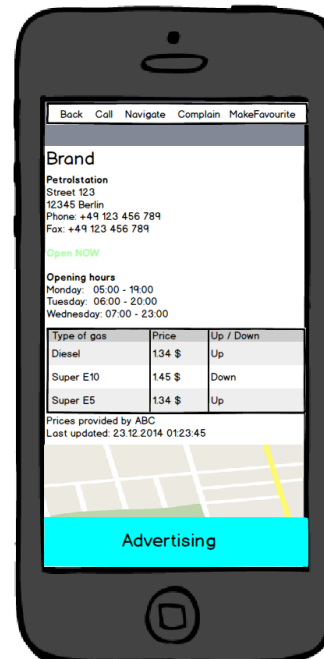 Back Call Navigate Complain MakeFavourite
Brand
Petrolstation
Street 123
12345 Berlin
Phone: +49 123 456 789
Fax: +49 123 456 789
Open NOW
Opening hours
Monday: 05:00 - 19:00
Tuesday: 06:00 - 20:00
Wednesday: 07:00 - 23:00
Type of gas Price Up / Down
Diesel 1.34 $ Up
Super E10 1.45 $ Down
Super E5 1.34 $ Up
Prices provided by ABC
Last updated: 23.12.2014 01:23:45
Advertising